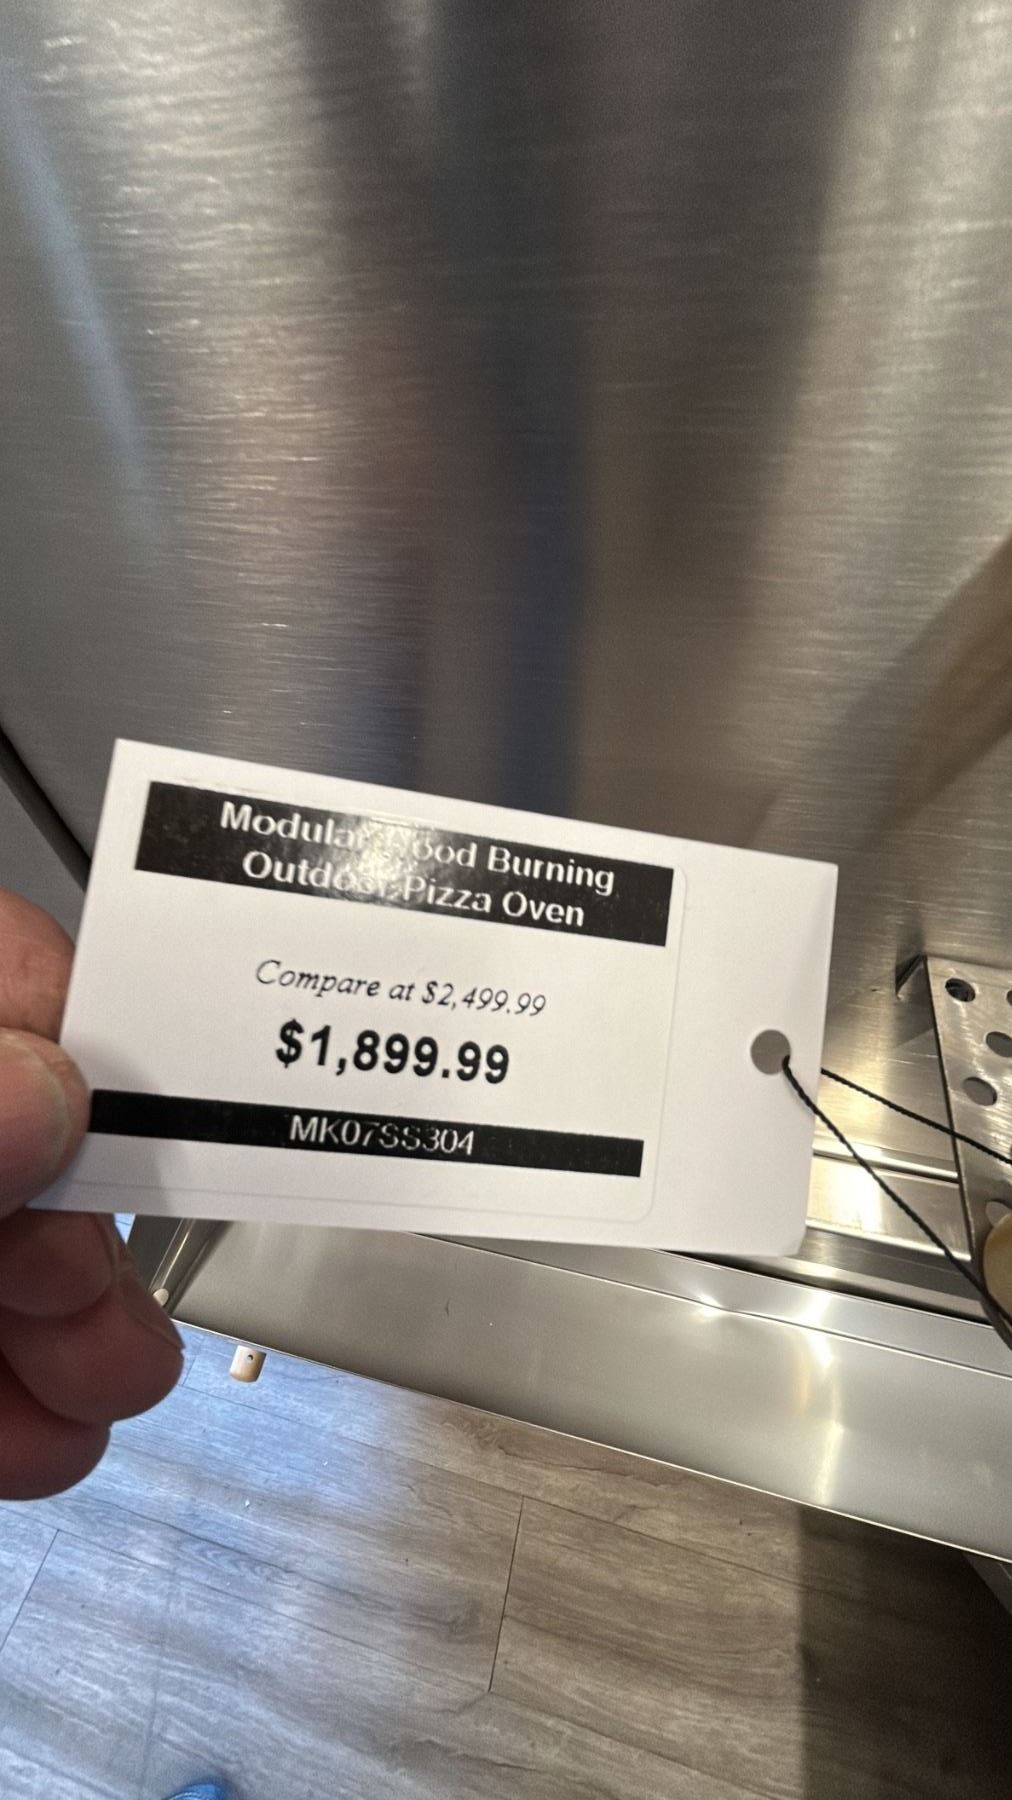 Modular Wood Burning
Outdoor Pizza Oven
Compare at $2,499.99
$1,899.99
MK07SS304